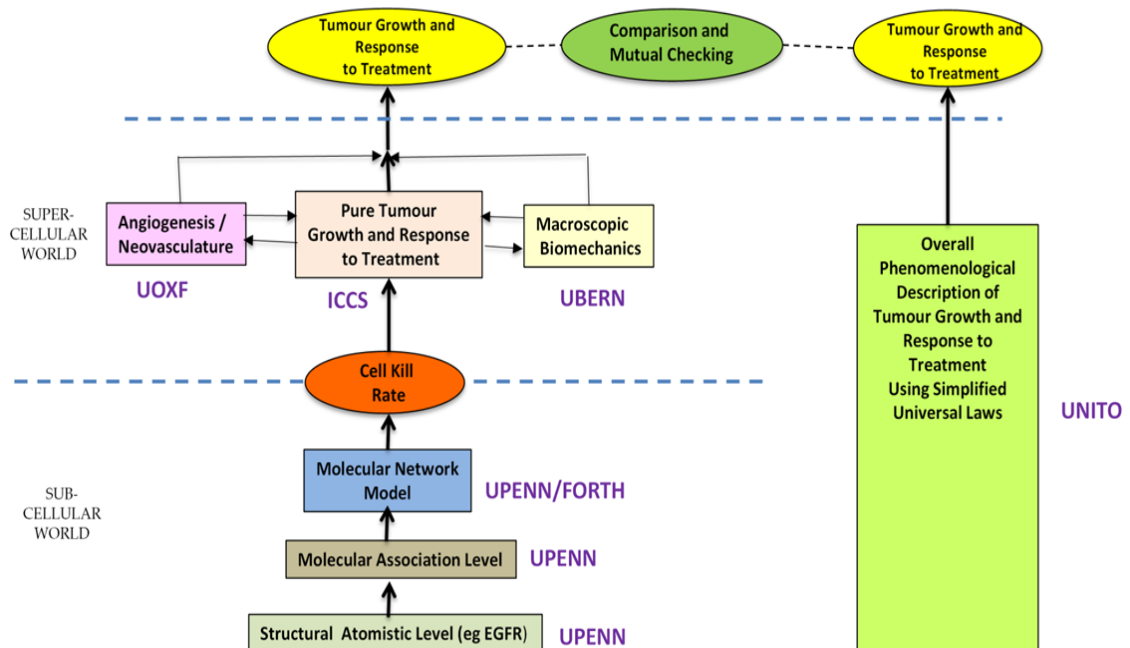 Tumour Growth and
Response
to Treatment
Comparison and
Mutual Checking
Tumour Growth and
Response
to Treatment
SUPER-
CELLULAR
WORLD
Angiogenesis /
Neovasculature
UOXF
Pure Tumour
Growth and Response
to Treatment
ICCS
Macroscopic
Biomechanics
UBERN
Overall
Phenomenological
Description of
Tumour Growth and
Response to
Treatment
Using Simplified
Universal Laws
UNITO
Cell Kill
Rate
SUB-
CELLULAR
WORLD
Molecular Network
Model
UPENN/FORTH
Molecular Association Level
UPENN
Structural Atomistic Level (eg EGFR)
UPENN